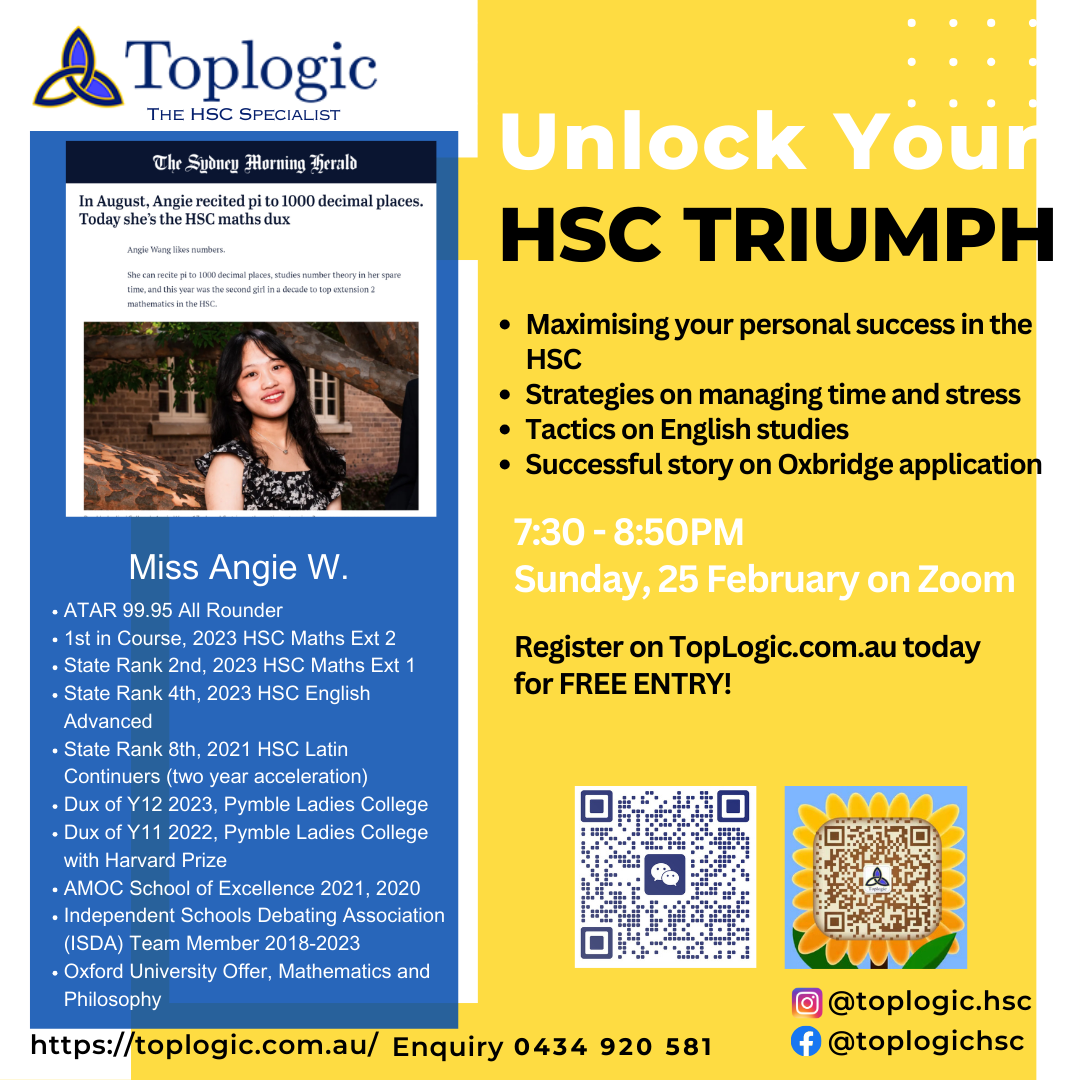 Toplogic
THE HSC SPECIALIST
The Sydney Morning Herald
In August, Angie recited pi to 1000 decimal places.
Today she's the HSC maths dux
Angie Wang likes numbers.
She can recite pi to 1000 decimal places, studies number theory in her spare
time, and this year was the second girl in a decade to top extension 2
mathematics in the HSC.
Miss Angie W.
• ATAR 99.95 All Rounder
• 1st in Course, 2023 HSC Maths Ext 2
• State Rank 2nd, 2023 HSC Maths Ext 1
• State Rank 4th, 2023 HSC English
Advanced
• State Rank 8th, 2021 HSC Latin
Continuers (two year acceleration)
• Dux of Y12 2023, Pymble Ladies College
• Dux of Y11 2022, Pymble Ladies College
with Harvard Prize
• AMOC School of Excellence 2021, 2020
• Independent Schools Debating Association
(ISDA) Team Member 2018-2023
• Oxford University Offer, Mathematics and
Philosophy
Unlock Your
HSC TRIUMPH
• Maximising your personal success in the
HSC
• Strategies on managing time and stress
• Tactics on English studies
• Successful story on Oxbridge application
7:30 - 8:50PM
Sunday, 25 February on Zoom
Register on TopLogic.com.au today
for FREE ENTRY!
Toplogic
@toplogic.hsc
@toplogichsc
https://toplogic.com.au/ Enquiry 0434 920 581